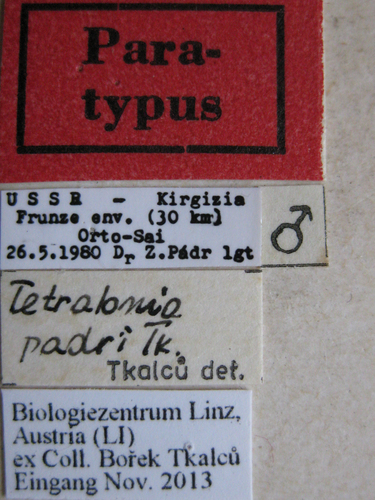 Para-
typus
USSR - Kirgizia
Frunze env. (30 km)
Orto-Sai
26.5.1980 Dr Z.Pádr lgt
♂
Tetralonia
padri Tk.
Tkalců det.
Biologiezentrum Linz,
Austria (LI)
ex Coll. Bořek Tkalců
Eingang Nov. 2013